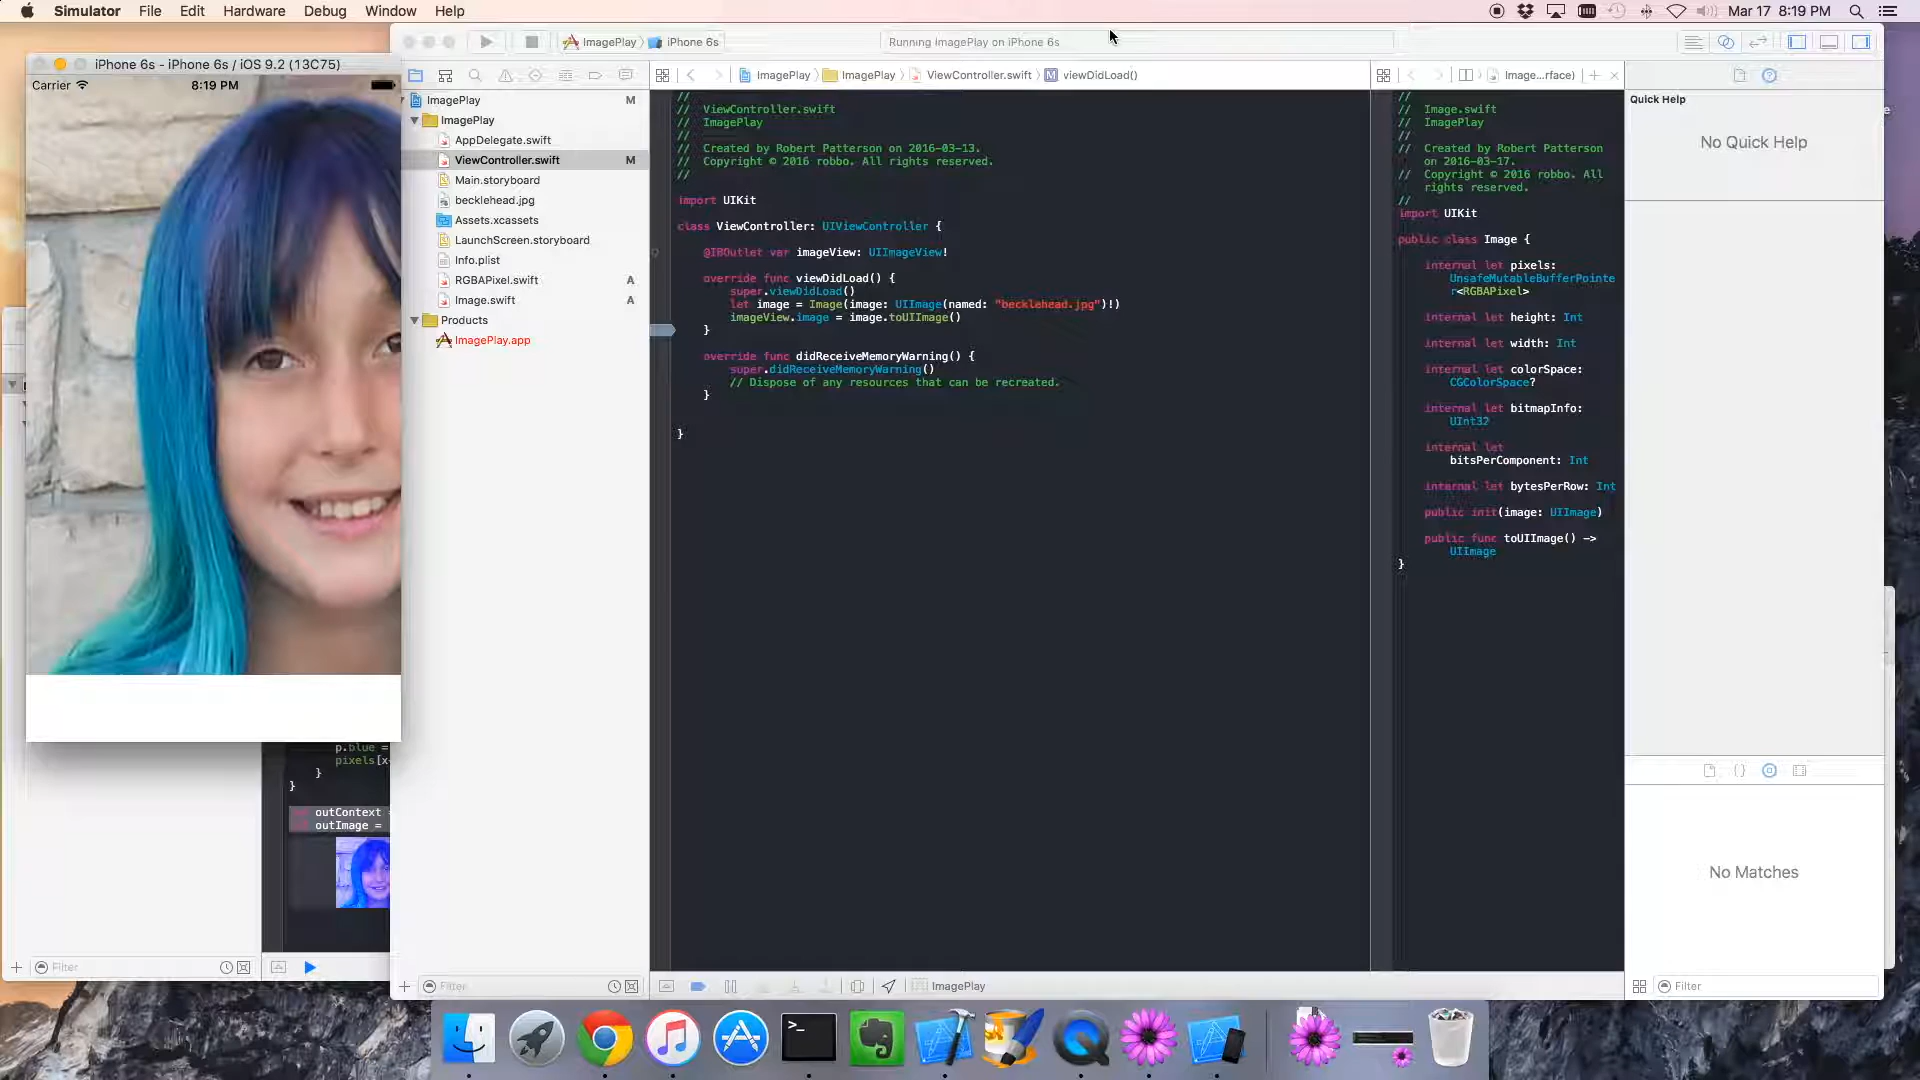 Simulator File Edit Hardware Debug Window Help
Mar 17 8:19 PM
ImagePlay iPhone 6s
Running ImagePlay on iPhone 6s
iPhone 6s - iPhone 6s / iOS 9.2 (13C75)
Carrier 8:19 PM
ImagePlay M
ImagePlay
AppDelegate.swift
ViewController.swift M
Main.storyboard
becklehead.jpg
Assets.xcassets
LaunchScreen.storyboard
Info.plist
RGBAPixel.swift A
Image.swift A
Products
ImagePlay.app
ImagePlay ImagePlay ViewController.swift M viewDidLoad()
//
// ViewController.swift
// ImagePlay
//
// Created by Robert Patterson on 2016-03-13.
// Copyright © 2016 robbo. All rights reserved.
//
import UIKit
class ViewController: UIViewController {
@IBOutlet var imageView: UIImageView!
override func viewDidLoad() {
super.viewDidLoad()
let image = Image(image: UIImage(named: "becklehead.jpg")!)
imageView.image = image.toUIImage()
}
override func didReceiveMemoryWarning() {
super.didReceiveMemoryWarning()
// Dispose of any resources that can be recreated.
}
}
Image...rface)
//
// Image.swift
// ImagePlay
//
// Created by Robert Patterson
on 2016-03-17.
// Copyright © 2016 robbo. All
rights reserved.
//
import UIKit
public class Image {
internal let pixels:
UnsafeMutableBufferPointe
r<RGBAPixel>
internal let height: Int
internal let width: Int
internal let colorSpace:
CGColorSpace?
internal let bitmapInfo:
UInt32
internal let
bitsPerComponent: Int
internal let bytesPerRow: Int
public init(image: UIImage)
public func toUIImage() ->
UIImage
}
Quick Help
No Quick Help
No Matches
p.blue =
pixels[x
}
}
outContext
outImage =
Filter
Filter
ImagePlay
Filter